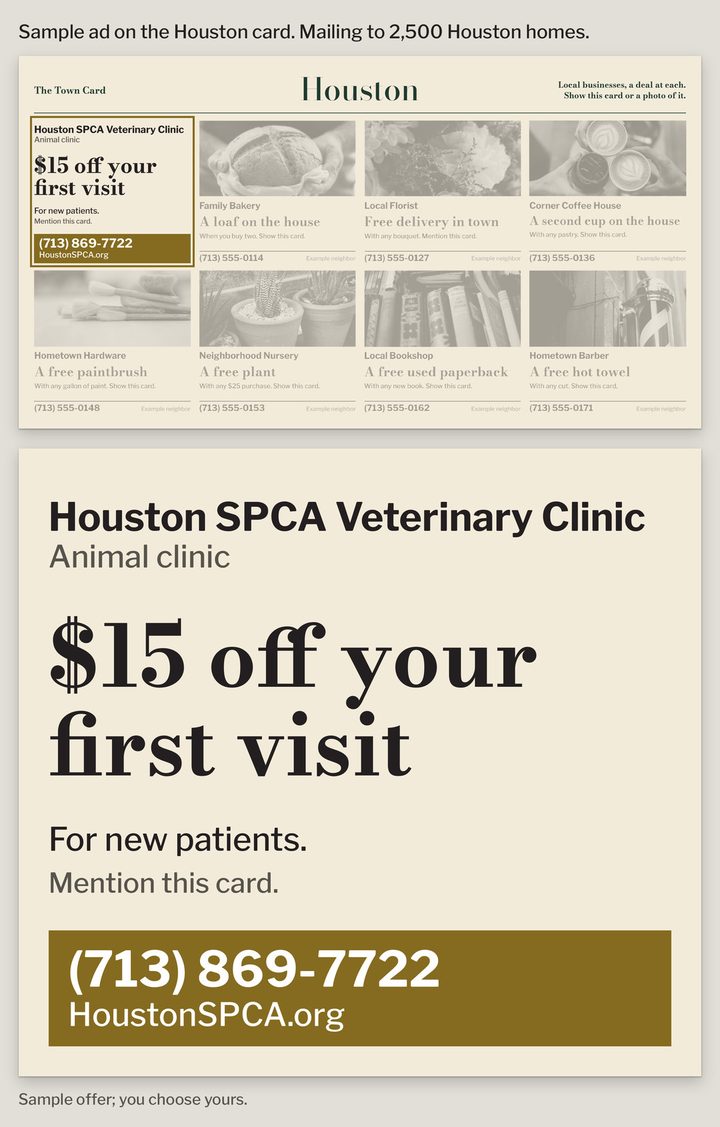 Sample ad on the Houston card. Mailing to 2,500 Houston homes.
The Town Card
Houston
Local businesses, a deal at each.
Show this card or a photo of it.
Houston SPCA Veterinary Clinic
Animal clinic
$15 off your
first visit
For new patients.
Mention this card.
(713) 869-7722
HoustonSPCA.org
Family Bakery
A loaf on the house
When you buy two. Show this card.
(713) 555-0114
Example neighbor
Local Florist
Free delivery in town
With any bouquet. Mention this card.
(713) 555-0127
Example neighbor
Corner Coffee House
A second cup on the house
With any pastry. Show this card.
(713) 555-0136
Example neighbor
Hometown Hardware
A free paintbrush
With any gallon of paint. Show this card.
(713) 555-0148
Example neighbor
Neighborhood Nursery
A free plant
With any $25 purchase. Show this card.
(713) 555-0153
Example neighbor
Local Bookshop
A free used paperback
With any new book. Show this card.
(713) 555-0162
Example neighbor
Hometown Barber
A free hot towel
With any cut. Show this card.
(713) 555-0171
Example neighbor
Houston SPCA Veterinary Clinic
Animal clinic
$15 off your
first visit
For new patients.
Mention this card.
(713) 869-7722
HoustonSPCA.org
Sample offer; you choose yours.